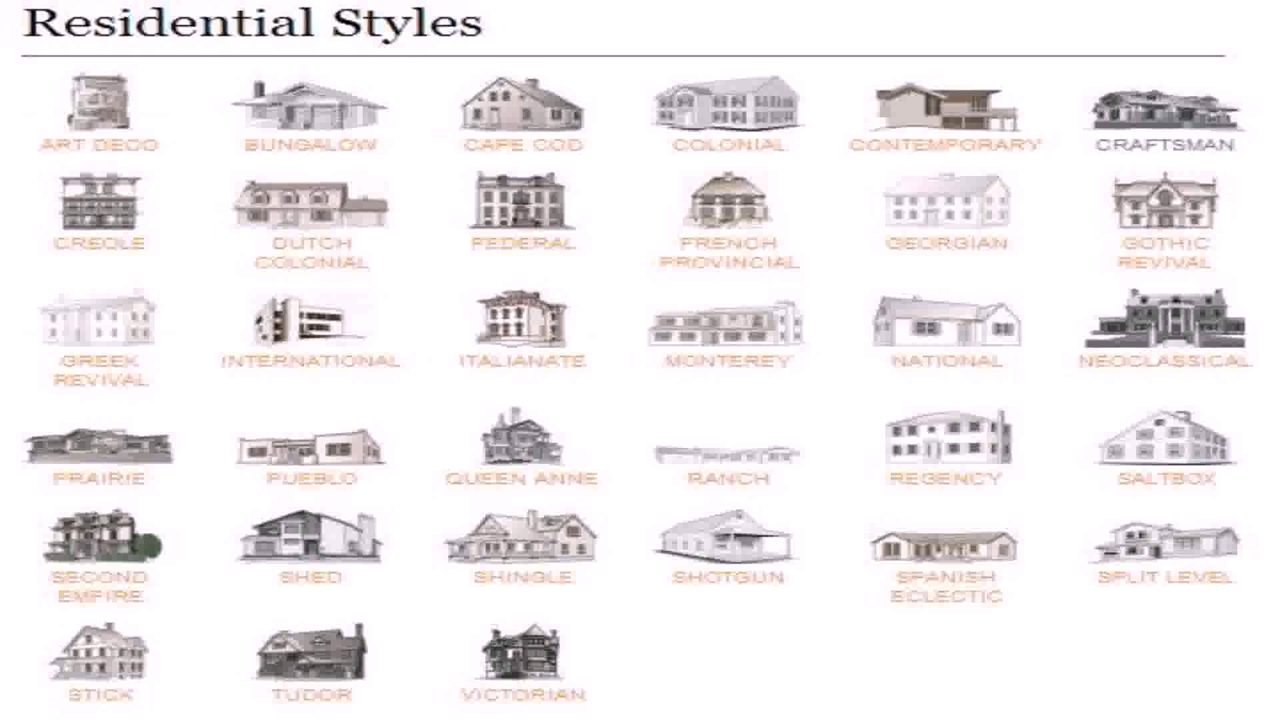 Residential Styles
ART DECO
BUNGALOW
CAPE COD
COLONIAL
CONTEMPORARY
CRAFTSMAN
CREOLE
DUTCH
COLONIAL
FEDERAL
FRENCH
PROVINCIAL
GEORGIAN
GOTHIC
REVIVAL
GREEK
REVIVAL
INTERNATIONAL
ITALIANATE
MONTEREY
NATIONAL
NEOCLASSICAL
PRAIRIE
PUEBLO
QUEEN ANNE
RANCH
REGENCY
SALTBOX
SECOND
EMPIRE
SHED
SHINGLE
SHOTGUN
SPANISH
ECLECTIC
SPLIT LEVEL
STICK
TUDOR
VICTORIAN